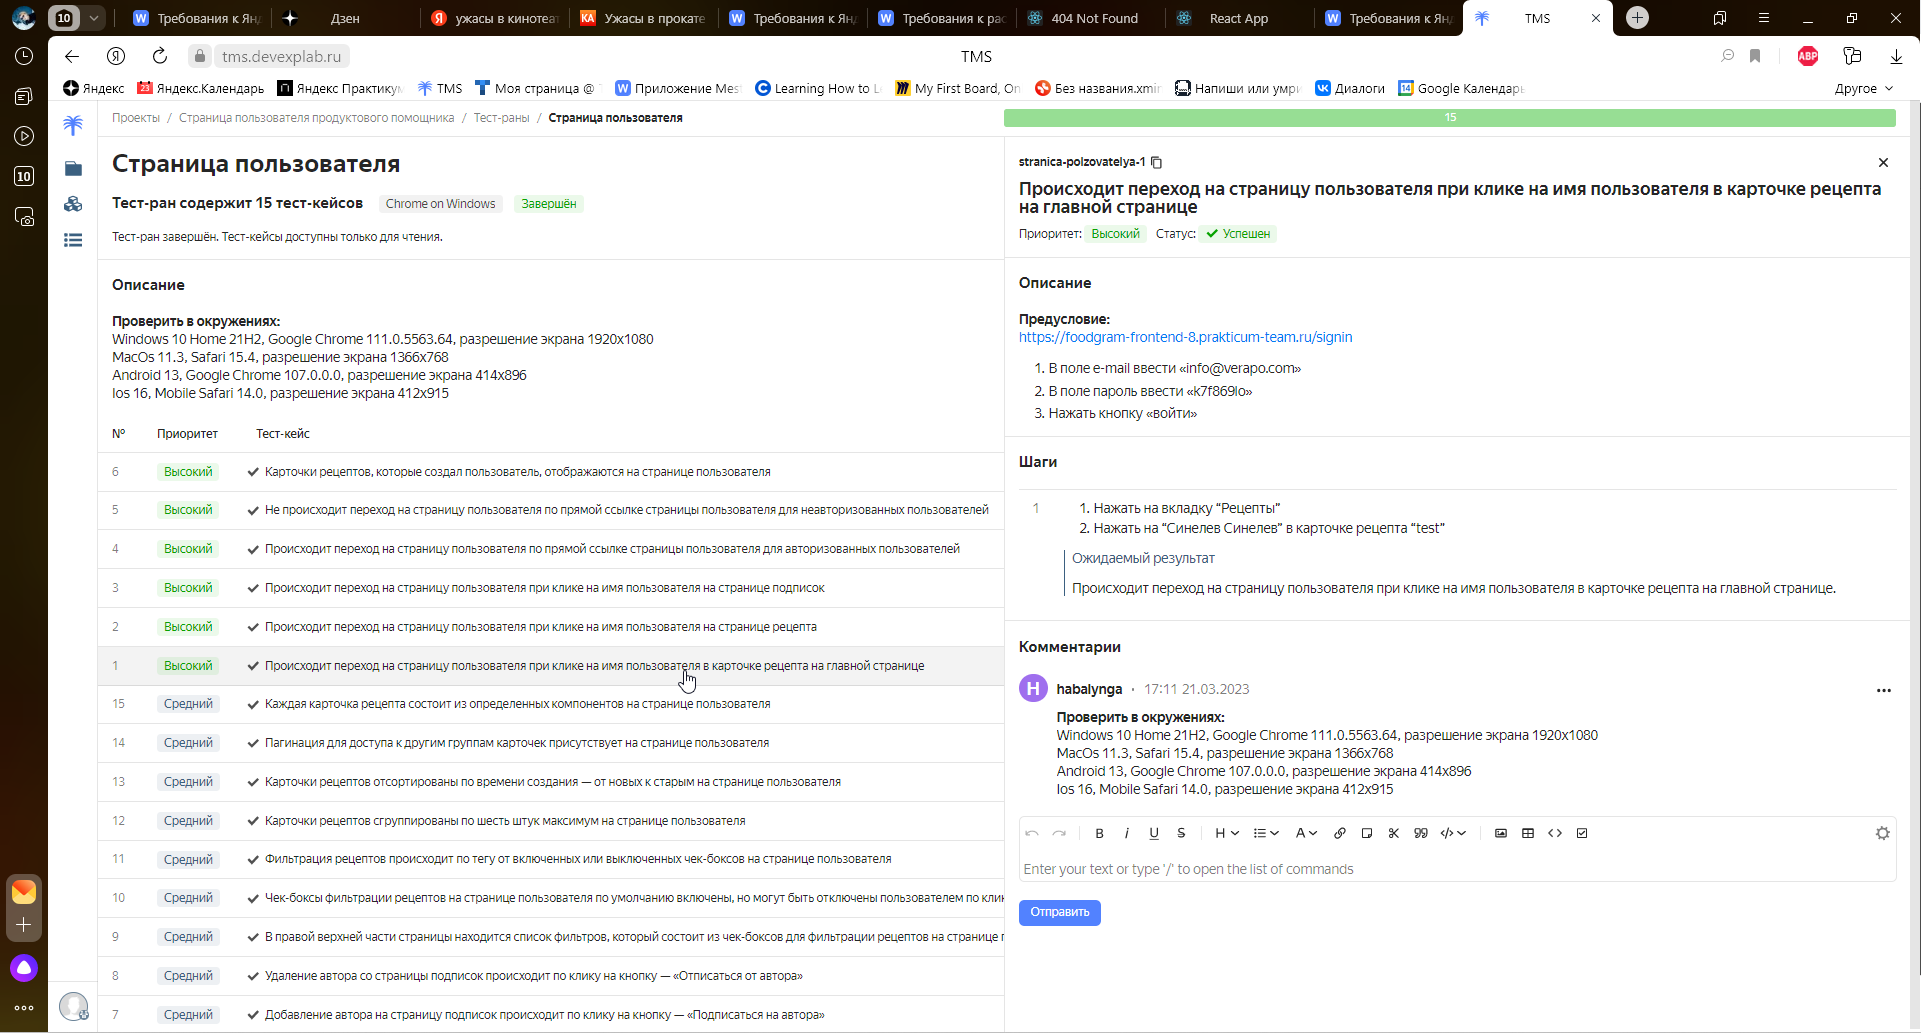 10
Требования к Янд
Дзен
ужасы в кинотеат
Ужасы в прокате
Требования к Янд
Требования к рас
404 Not Found
React App
Требования к Янд
TMS
tms.devexplab.ru
TMS
ABP
Яндекс
Яндекс.Календарь
Яндекс Практикум
TMS
Моя страница @
Приложение Mes
Learning How to L
My First Board, On
Без названия.xmin
Напиши или умри
Диалоги
Google Календарь
Другое
10
Проекты / Страница пользователя продуктового помощника / Тест-раны / Страница пользователя
Страница пользователя
Тест-ран содержит 15 тест-кейсов
Chrome on Windows
Завершён
Тест-ран завершён. Тест-кейсы доступны только для чтения.
Описание
Проверить в окружениях:
Windows 10 Home 21H2, Google Chrome 111.0.5563.64, разрешение экрана 1920x1080
MacOs 11.3, Safari 15.4, разрешение экрана 1366x768
Android 13, Google Chrome 107.0.0.0, разрешение экрана 414x896
Ios 16, Mobile Safari 14.0, разрешение экрана 412x915
№ Приоритет Тест-кейс
6 Высокий Карточки рецептов, которые создал пользователь, отображаются на странице пользователя
5 Высокий Не происходит переход на страницу пользователя по прямой ссылке страницы пользователя для неавторизованных пользователей
4 Высокий Происходит переход на страницу пользователя по прямой ссылке страницы пользователя для авторизованных пользователей
3 Высокий Происходит переход на страницу пользователя при клике на имя пользователя на странице подписок
2 Высокий Происходит переход на страницу пользователя при клике на имя пользователя на странице рецепта
1 Высокий Происходит переход на страницу пользователя при клике на имя пользователя в карточке рецепта на главной странице
15 Средний Каждая карточка рецепта состоит из определенных компонентов на странице пользователя
14 Средний Пагинация для доступа к другим группам карточек присутствует на странице пользователя
13 Средний Карточки рецептов отсортированы по времени создания — от новых к старым на странице пользователя
12 Средний Карточки рецептов сгруппированы по шесть штук максимум на странице пользователя
11 Средний Фильтрация рецептов происходит по тегу от включенных или выключенных чек-боксов на странице пользователя
10 Средний Чек-боксы фильтрации рецептов на странице пользователя по умолчанию включены, но могут быть отключены пользователем по кли
9 Средний В правой верхней части страницы находится список фильтров, который состоит из чек-боксов для фильтрации рецептов на странице
8 Средний Удаление автора со страницы подписок происходит по клику на кнопку — «Отписаться от автора»
7 Средний Добавление автора на страницу подписок происходит по клику на кнопку — «Подписаться на автора»
15
stranica-polzovatelya-1
Происходит переход на страницу пользователя при клике на имя пользователя в карточке рецепта
на главной странице
Приоритет: Высокий Статус: Успешен
Описание
Предусловие:
https://foodgram-frontend-8.prakticum-team.ru/signin
1. В поле e-mail ввести «info@verapo.com»
2. В поле пароль ввести «k7f869lo»
3. Нажать кнопку «войти»
Шаги
1
1. Нажать на вкладку “Рецепты”
2. Нажать на “Синелев Синелев” в карточке рецепта “test”
Ожидаемый результат
Происходит переход на страницу пользователя при клике на имя пользователя в карточке рецепта на главной странице.
Комментарии
H
habalynga · 17:11 21.03.2023
Проверить в окружениях:
Windows 10 Home 21H2, Google Chrome 111.0.5563.64, разрешение экрана 1920x1080
MacOs 11.3, Safari 15.4, разрешение экрана 1366x768
Android 13, Google Chrome 107.0.0.0, разрешение экрана 414x896
Ios 16, Mobile Safari 14.0, разрешение экрана 412x915
B i U S H A
Enter your text or type '/' to open the list of commands
Отправить